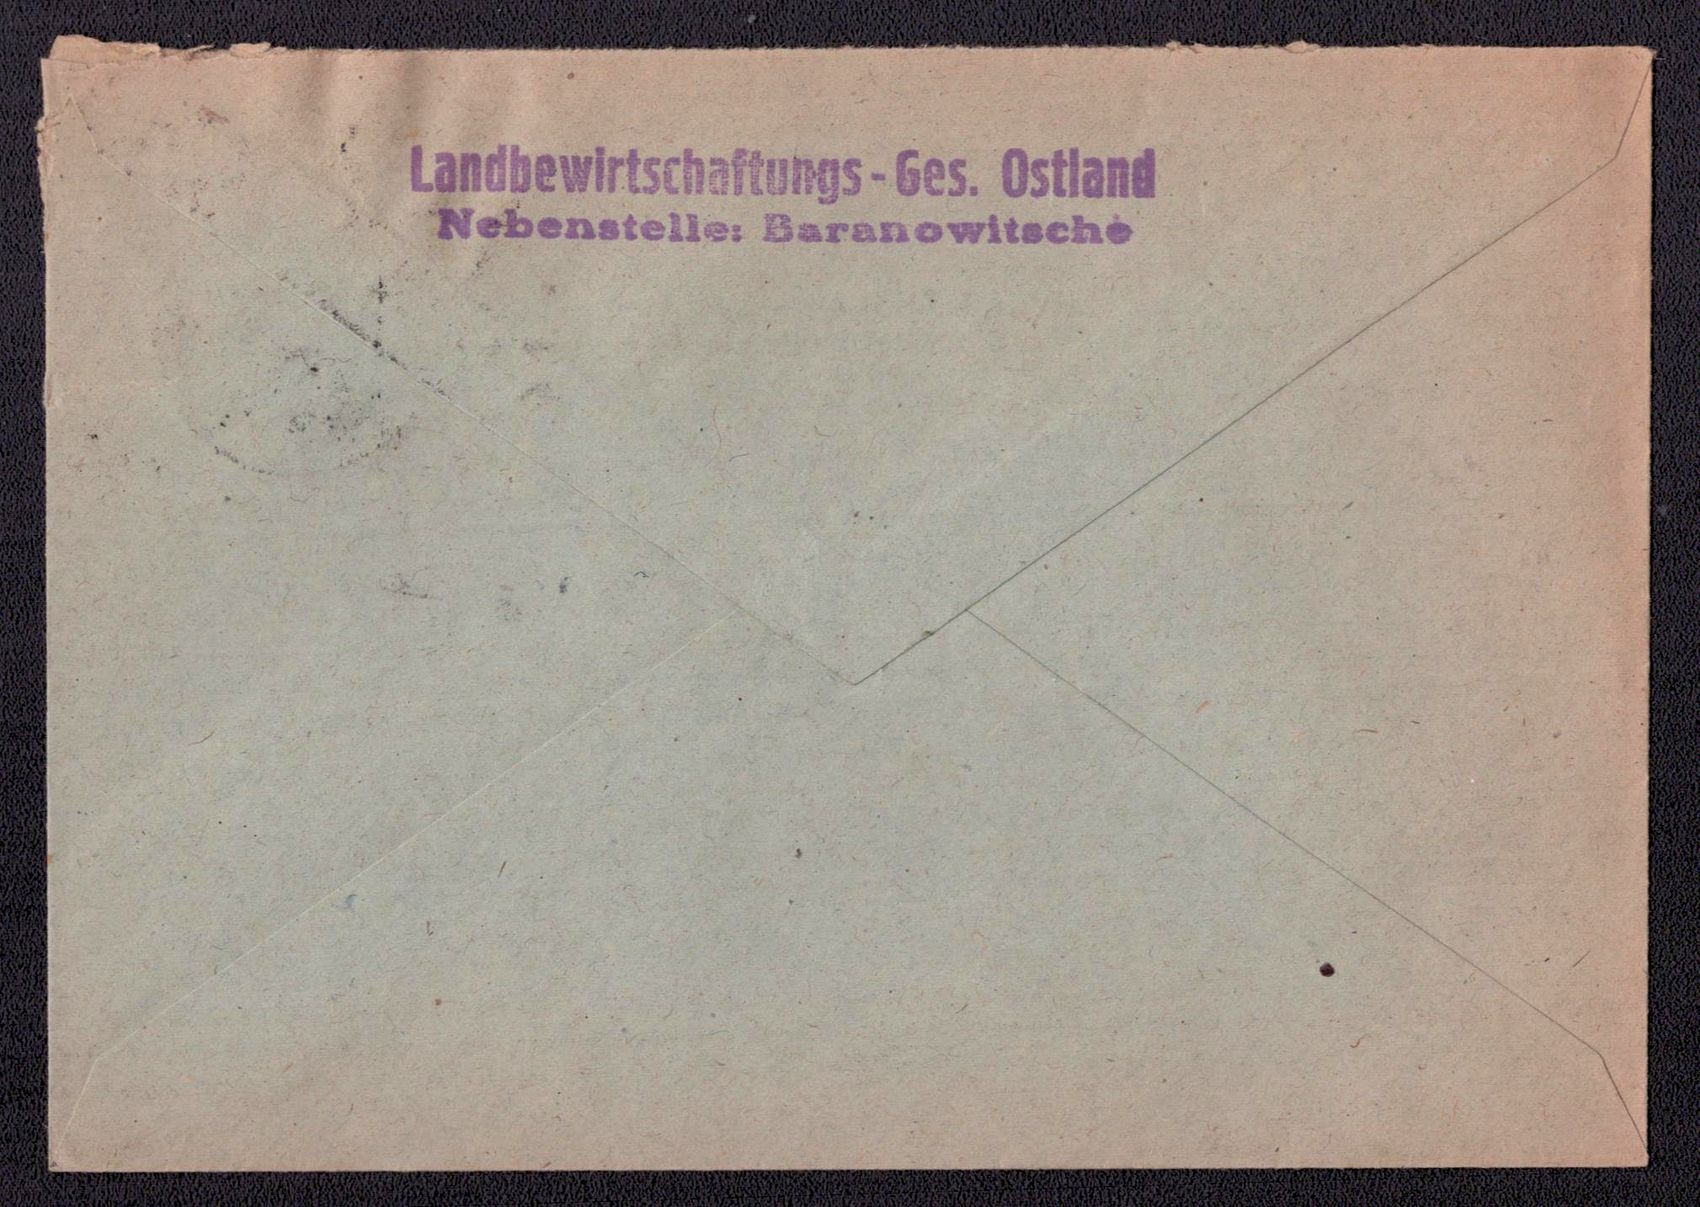 Landbewirtschaftungs-Ges. Ostland
Nebenstelle: Baranowitsche